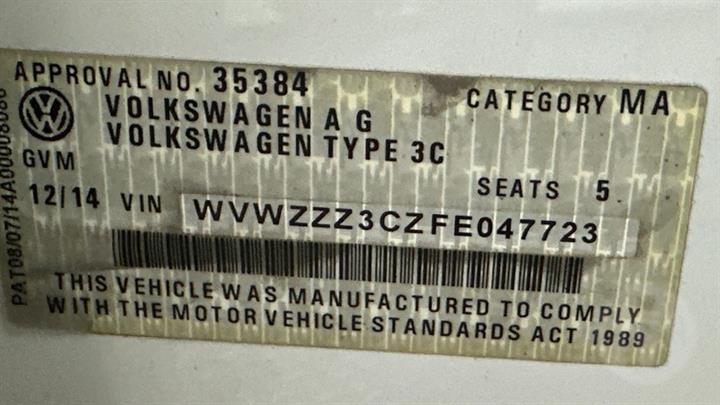 APPROVAL NO. 35384
CATEGORY MA
VOLKSWAGEN A G
VOLKSWAGEN TYPE 3C
GVM
SEATS 5
12/14 VIN WVWZZZ3CZFE047723
THIS VEHICLE WAS MANUFACTURED TO COMPLY
WITH THE MOTOR VEHICLE STANDARDS ACT 1989